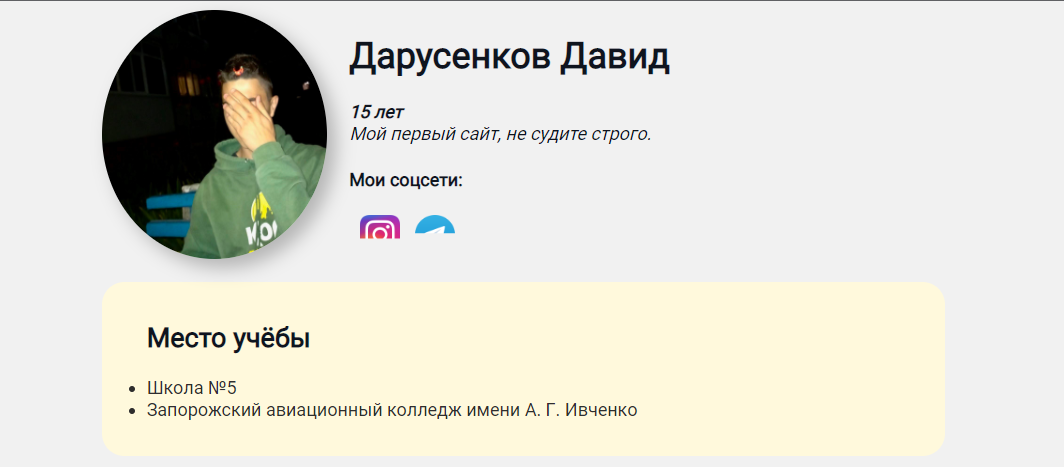 Дарусенков Давид
15 лет
Мой первый сайт, не судите строго.
Мои соцсети:
Место учёбы
Школа №5
Запорожский авиационный колледж имени А. Г. Ивченко